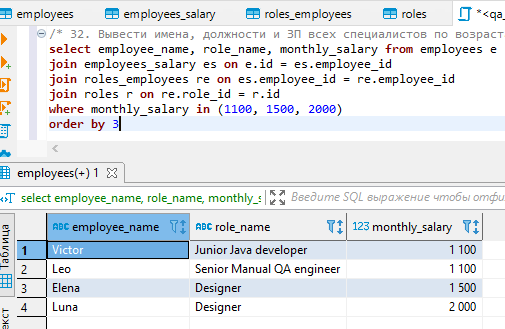 employees
employees_salary
roles_employees
roles
*<qa_
/* 32. Вывести имена, должности и ЗП всех специалистов по возраст
select employee_name, role_name, monthly_salary from employees e
join employees_salary es on e.id = es.employee_id
join roles_employees re on es.employee_id = re.employee_id
join roles r on re.role_id = r.id
where monthly_salary in (1100, 1500, 2000)
order by 3
employees(+) 1
select employee_name, role_name, monthly_s
Введите SQL выражение чтобы отфи
Таблица
employee_name role_name 123 monthly_salary
1 Victor Junior Java developer 1 100
2 Leo Senior Manual QA engineer 1 100
3 Elena Designer 1 500
4 Luna Designer 2 000
екст